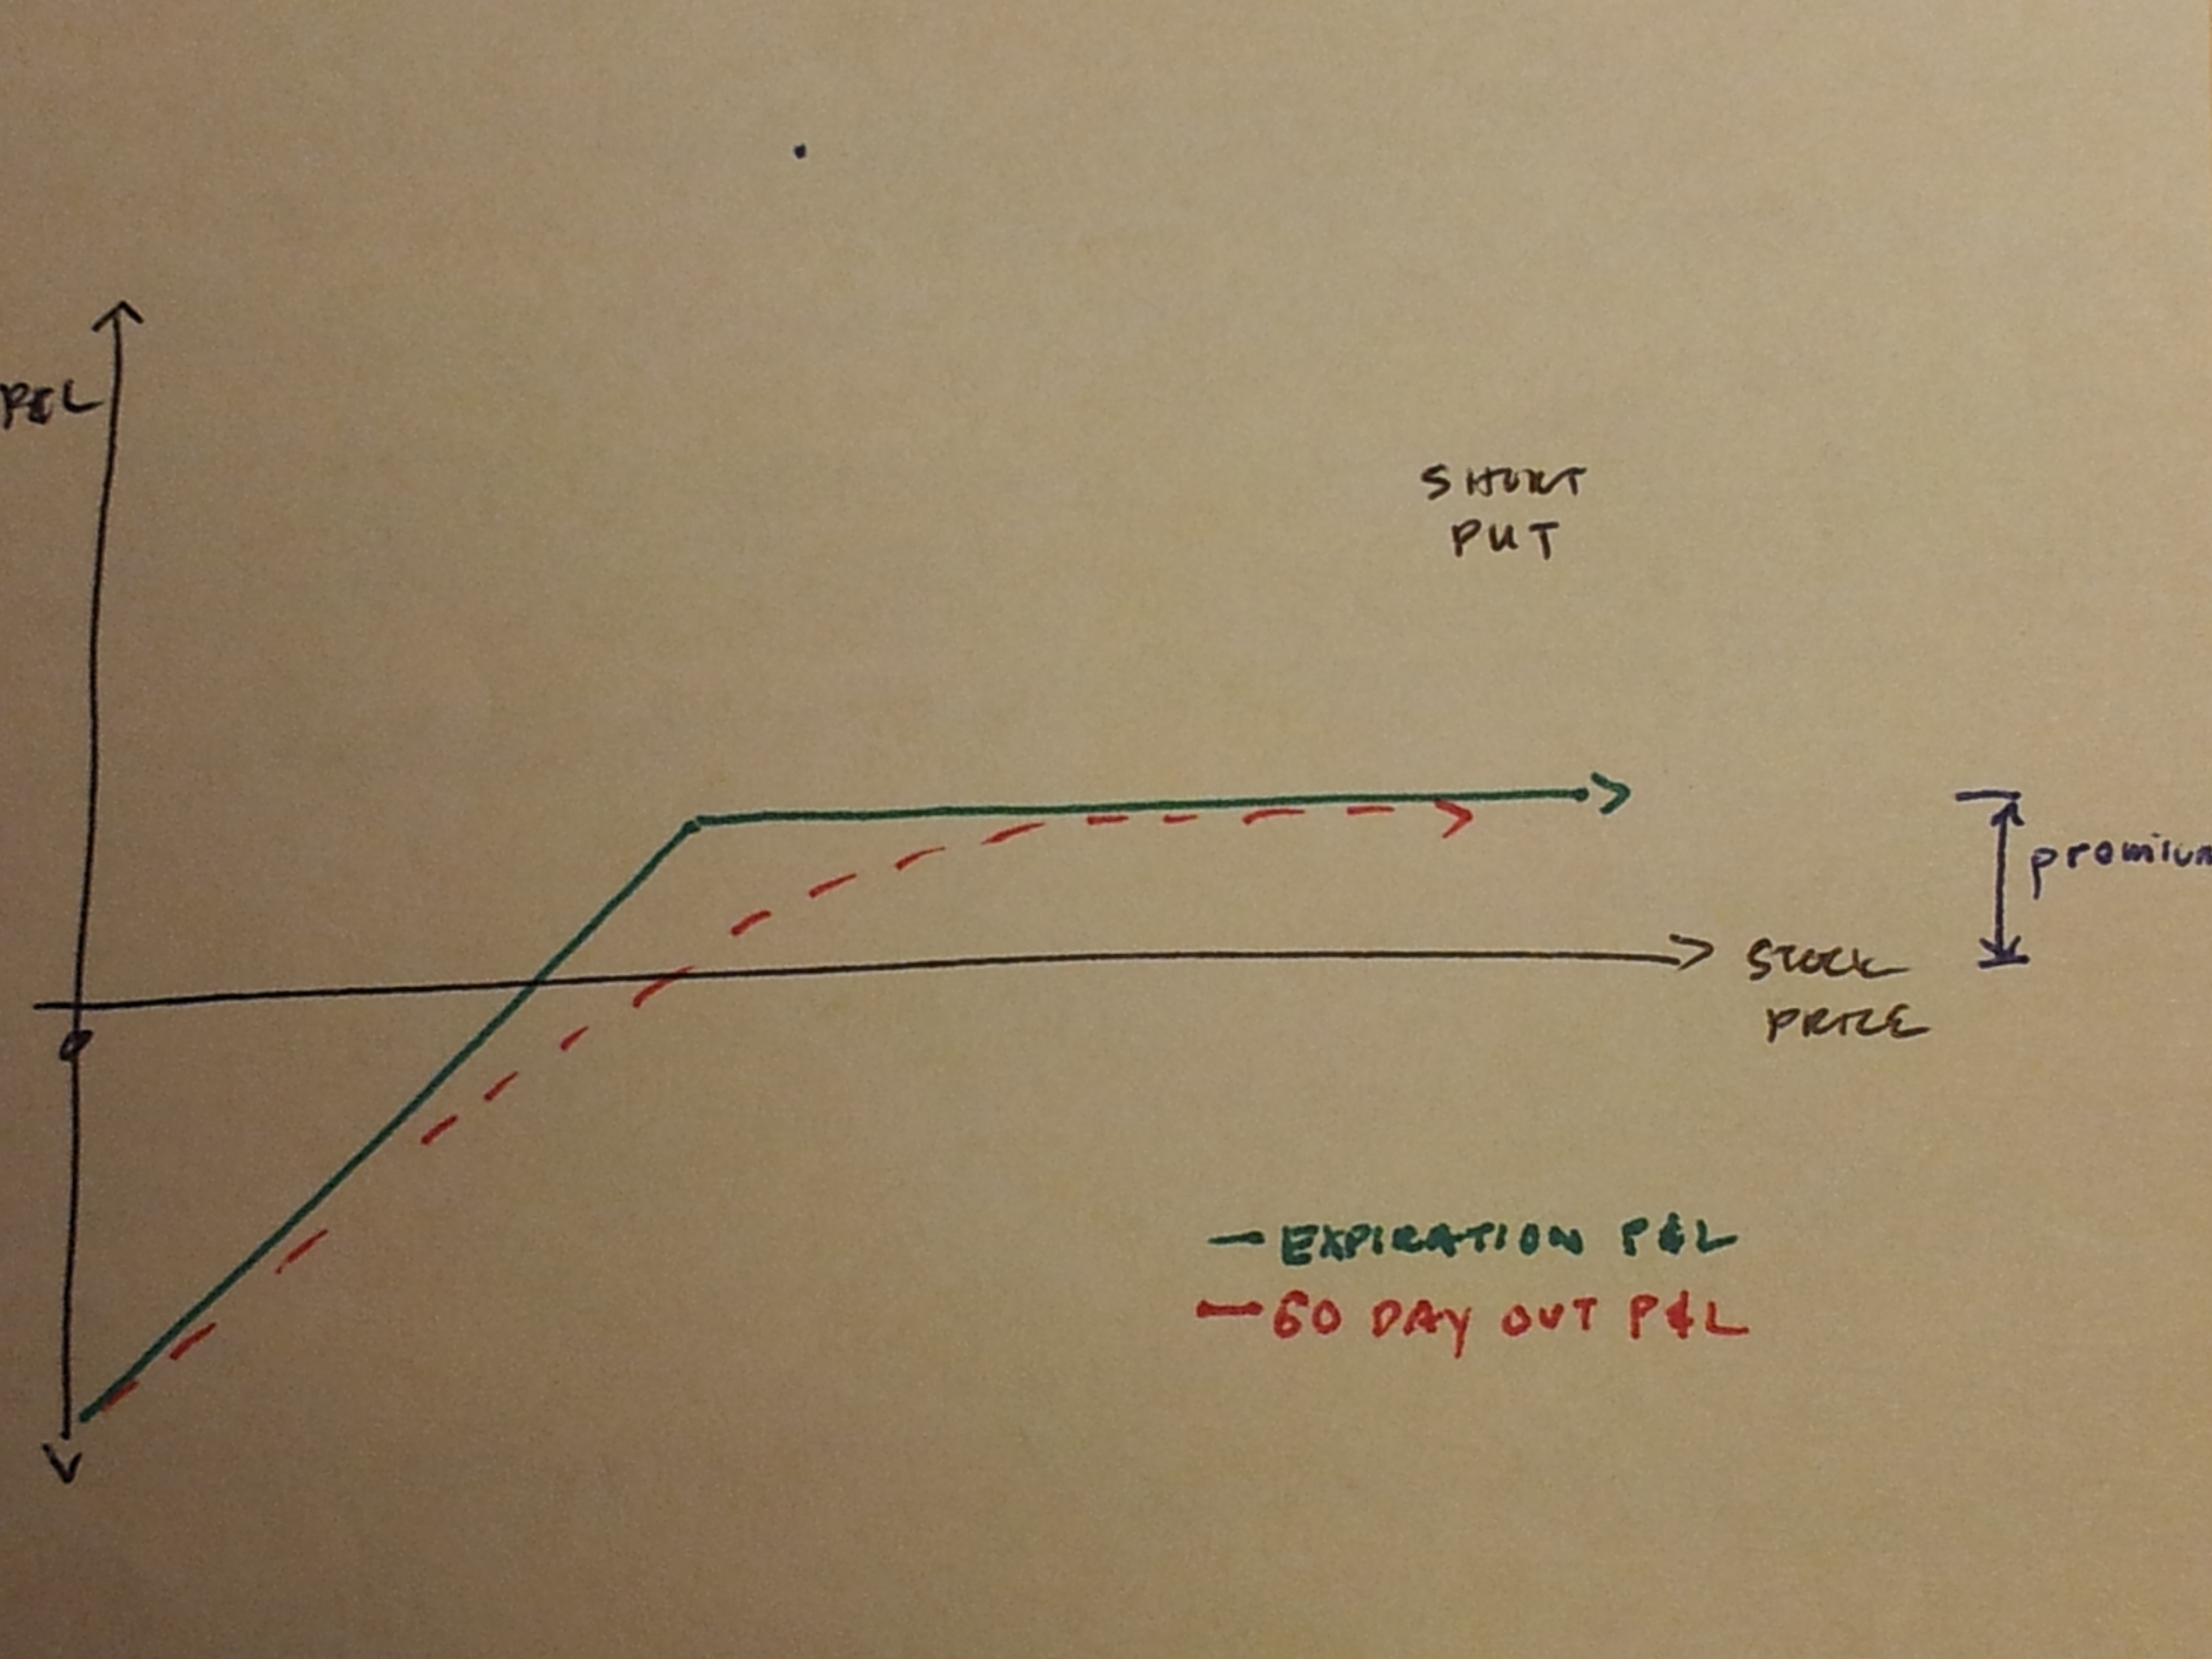 P&L
SHORT
PUT
premium
STOCK
PRICE
0
— EXPIRATION P&L
— 60 DAY OUT P&L